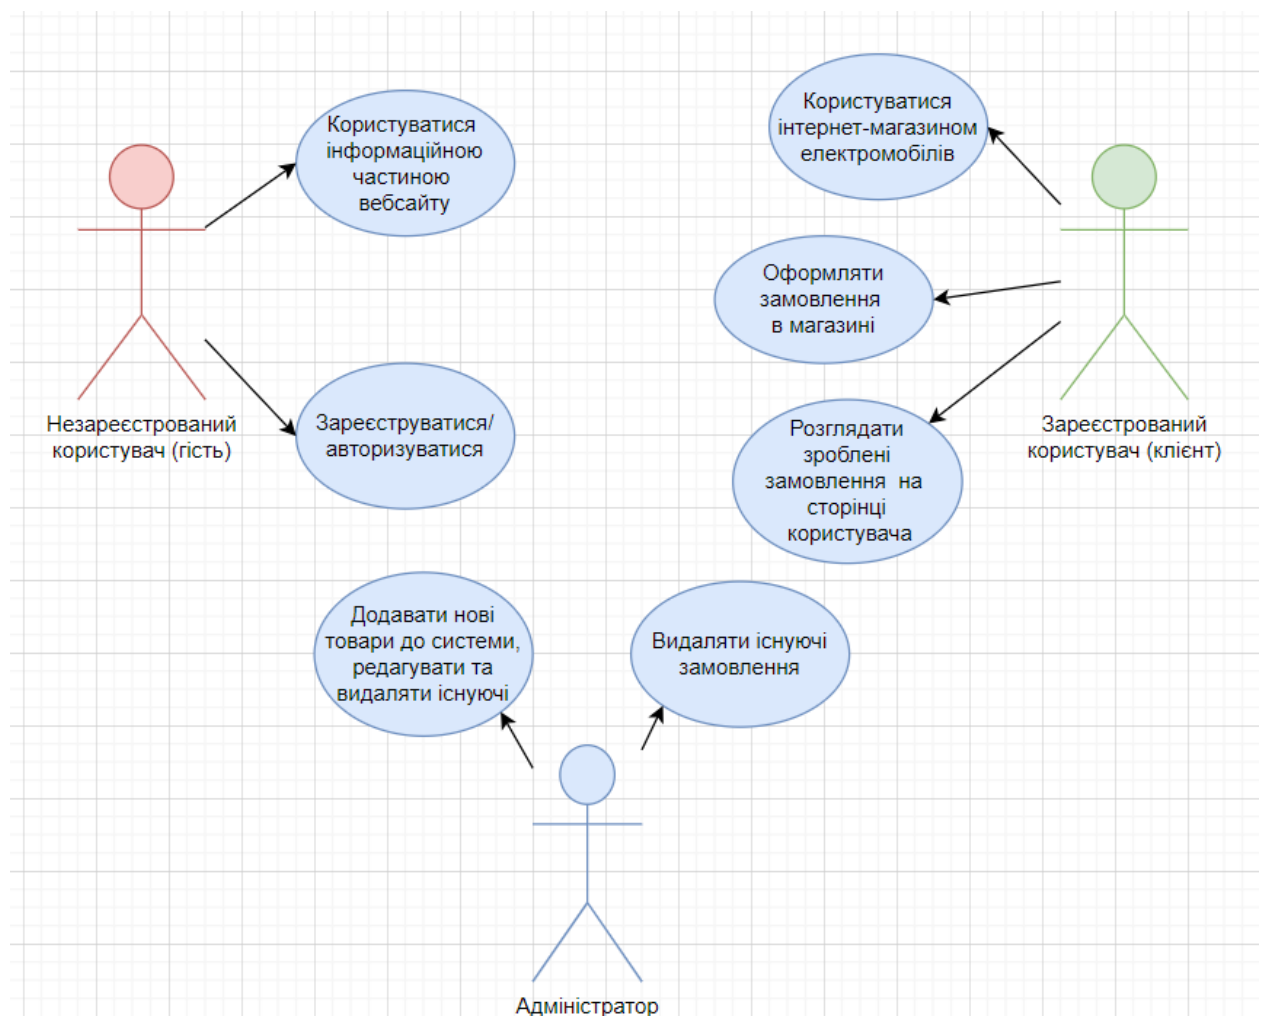 Користуватися
інформаційною
частиною
вебсайту
Незареєстрований
користувач (гість)
Зареєструватися/
авторизуватися
Користуватися
інтернет-магазином
електромобілів
Оформляти
замовлення
в магазині
Розглядати
зроблені
замовлення на
сторінці
користувача
Зареєстрований
користувач (клієнт)
Додавати нові
товари до системи,
редагувати та
видаляти існуючі
Видаляти існуючі
замовлення
Адміністратор